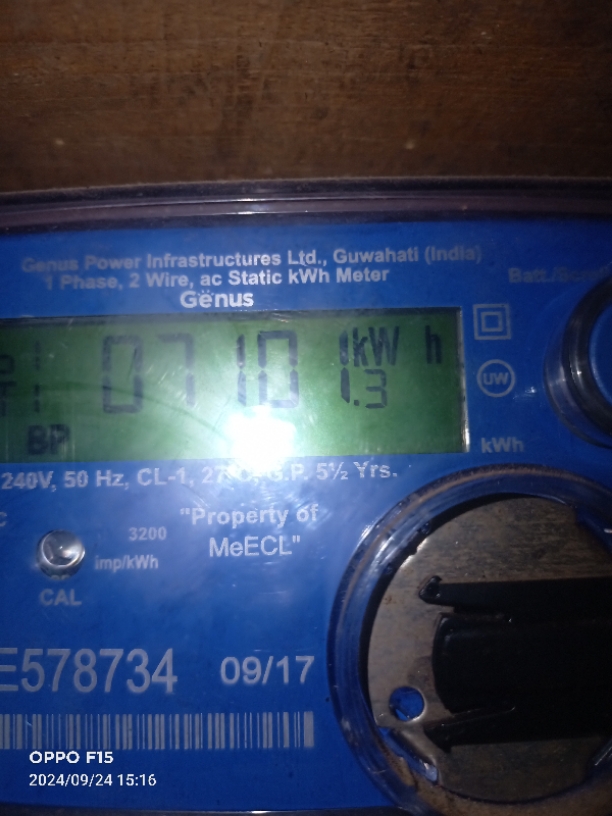 Genus Power Infrastructures Ltd., Guwahati (India)
1 Phase, 2 Wire, ac Static kWh Meter
Genus
0710 kW h
1.3
BP
kWh
UW
240V, 50 Hz, CL-1, G.P. 5½ Yrs.
"Property of
MeECL"
3200
imp/kWh
CAL
E578734 09/17
OPPO F15
2024/09/24 15:16